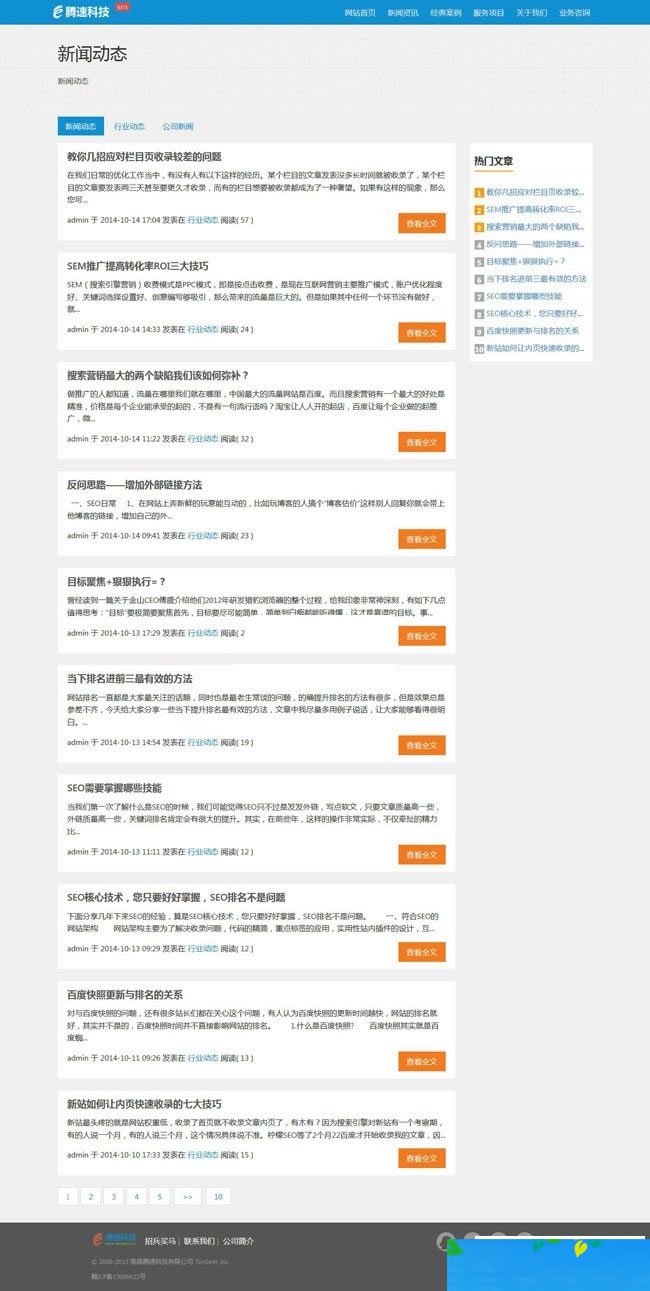 腾速科技 BATE
网站首页 新闻资讯 经典案例 服务项目 关于我们 业务咨询
新闻动态
新闻动态
新闻动态 行业动态 公司新闻
教你几招应对栏目页收录较差的问题
在我们日常的优化工作当中，有没有人有以下这样的经历。某个栏目的文章发表没多长时间就被收录了，某个栏
目的文章要发表两三天甚至要更久才收录，而有的栏目想要被收录都成为了一种奢望。如果有这样的现象，那么
您可...
admin 于 2014-10-14 17:04 发表在 行业动态 阅读( 57 )
查看全文
SEM推广提高转化率ROI三大技巧
SEM（搜索引擎营销）收费模式是PPC模式，即是按点击收费，是现在互联网营销主要推广模式，账户优化程度
好、关键词选择设置好、创意编写够吸引，那么带来的流量是巨大的。但是如果其中任何一个环节没有做好，
就...
admin 于 2014-10-14 14:33 发表在 行业动态 阅读( 24 )
查看全文
搜索营销最大的两个缺陷我们该如何弥补？
做推广的人都知道，流量在哪里我们就在哪里，中国最大的流量网站是百度。而且搜索营销有一个最大的好处是
精准，价格是每个企业能承受的起的，不是有一句流行语吗？淘宝让人人开的起店，百度让每个企业做的起推
广，微...
admin 于 2014-10-14 11:22 发表在 行业动态 阅读( 32 )
查看全文
反问思路——增加外部链接方法
一、SEO日常 1、在网站上弄新鲜的玩意能互动的，比如玩博客的人搞个“博客估价”这样别人回复你就会带上
他博客的链接，增加自己的外...
admin 于 2014-10-14 09:41 发表在 行业动态 阅读( 23 )
查看全文
目标聚焦+狠狠执行=？
曾经读到一篇关于金山CEO傅盛介绍他们2012年研发猎豹浏览器的整个过程，给我印象非常神深刻，有如下几点
值得思考：“目标”要极简要聚焦首先，目标要尽可能简单，简单到白痴都能听得懂，这才是靠谱的目标。事...
admin 于 2014-10-13 17:29 发表在 行业动态 阅读( 2
查看全文
当下排名进前三最有效的方法
网站排名一直都是大家最关注的话题，同时也是最老生常谈的问题，的确提升排名的方法有很多，但是效果总是
参差不齐，今天给大家分享一些当下提升排名最有效的方法，文章中我尽量多用例子说话，让大家能够看得很明
白。...
admin 于 2014-10-13 14:54 发表在 行业动态 阅读( 19 )
查看全文
SEO需要掌握哪些技能
当我们第一次了解什么是SEO的时候，我们可能觉得SEO只不过是发发外链，写点软文，只要文章质量高一些，
外链质量高一些，关键词排名肯定会有很大的提升。其实，在前些年，这样的操作非常实际，不仅牵扯的精力
比...
admin 于 2014-10-13 11:11 发表在 行业动态 阅读( 12 )
查看全文
SEO核心技术，您只要好好掌握，SEO排名不是问题
下面分享几年下来SEO的经验，算是SEO核心技术，您只要好好掌握，SEO排名不是问题。 一、符合SEO的
网站架构 网站架构主要为了解决收录问题，代码的精简，重点标签的应用，实用性站内插件的设计，互...
admin 于 2014-10-13 09:29 发表在 行业动态 阅读( 12 )
查看全文
百度快照更新与排名的关系
对与百度快照的问题，还有很多站长们都在关心这个问题，有人认为百度快照的更新时间越快，网站的排名就
好，其实并不是的，百度快照时间并不直接影响网站的排名。 1.什么是百度快照? 百度快照其实就是百
度蜘...
admin 于 2014-10-11 09:26 发表在 行业动态 阅读( 13 )
查看全文
新站如何让内页快速收录的七大技巧
新站最头疼的就是网站权重低，收录了首页就不收录文章内页了，有木有？因为搜索引擎对新站有一个考察期，
有的人说一个月，有的人说三个月，这个情况具体说不准。柠檬SEO等了2个月22百度才开始收录我的文章，因...
admin 于 2014-10-10 17:33 发表在 行业动态 阅读( 15 )
查看全文
1 2 3 4 5 >> 10
热门文章
1 教你几招应对栏目页收录较...
2 SEM推广提高转化率ROI三...
3 搜索营销最大的两个缺陷我...
4 反问思路——增加外部链接...
5 目标聚焦+狠狠执行=？
6 当下排名进前三最有效的方法
7 SEO需要掌握哪些技能
8 SEO核心技术，您只要好好...
9 百度快照更新与排名的关系
10 新站如何让内页快速收录的...
腾速科技 招兵买马 | 联系我们 | 公司简介
© 2008-2015 南昌腾速科技有限公司 TenSent, Inc.
赣ICP备13006622号